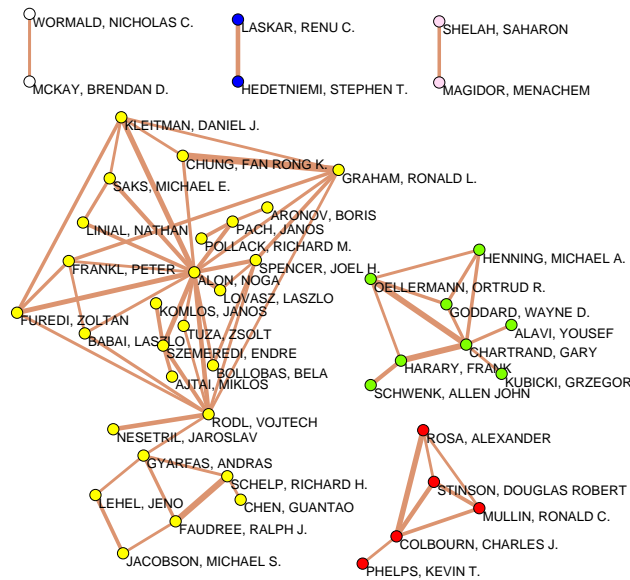 WORMALD, NICHOLAS C.
LASKAR, RENU C.
SHELAH, SAHARON
MCKAY, BRENDAN D.
HEDETNIEMI, STEPHEN T.
MAGIDOR, MENACHEM
KLEITMAN, DANIEL J.
CHUNG, FAN RONG K.
GRAHAM, RONALD L.
SAKS, MICHAEL E.
ARONOV, BORIS
LINIAL, NATHAN
PACH, JANOS
POLLACK, RICHARD M.
HENNING, MICHAEL A.
FRANKL, PETER
ALON, NOGA
SPENCER, JOEL H.
OELLERMANN, ORTRUD R.
LOVASZ, LASZLO
KOMLOS, JANOS
GODDARD, WAYNE D.
FUREDI, ZOLTAN
TUZA, ZSOLT
ALAVI, YOUSEF
BABAI, LASZLO
SZEMEREDI, ENDRE
CHARTRAND, GARY
BOLLOBAS, BELA
HARARY, FRANK
AJTAI, MIKLOS
KUBICKI, GRZEGOR
SCHWENK, ALLEN JOHN
RODL, VOJTECH
NESETRIL, JAROSLAV
ROSA, ALEXANDER
GYARFAS, ANDRAS
SCHELP, RICHARD H.
STINSON, DOUGLAS ROBERT
LEHEL, JENO
CHEN, GUANTAO
MULLIN, RONALD C.
FAUDREE, RALPH J.
COLBOURN, CHARLES J.
JACOBSON, MICHAEL S.
PHELPS, KEVIN T.